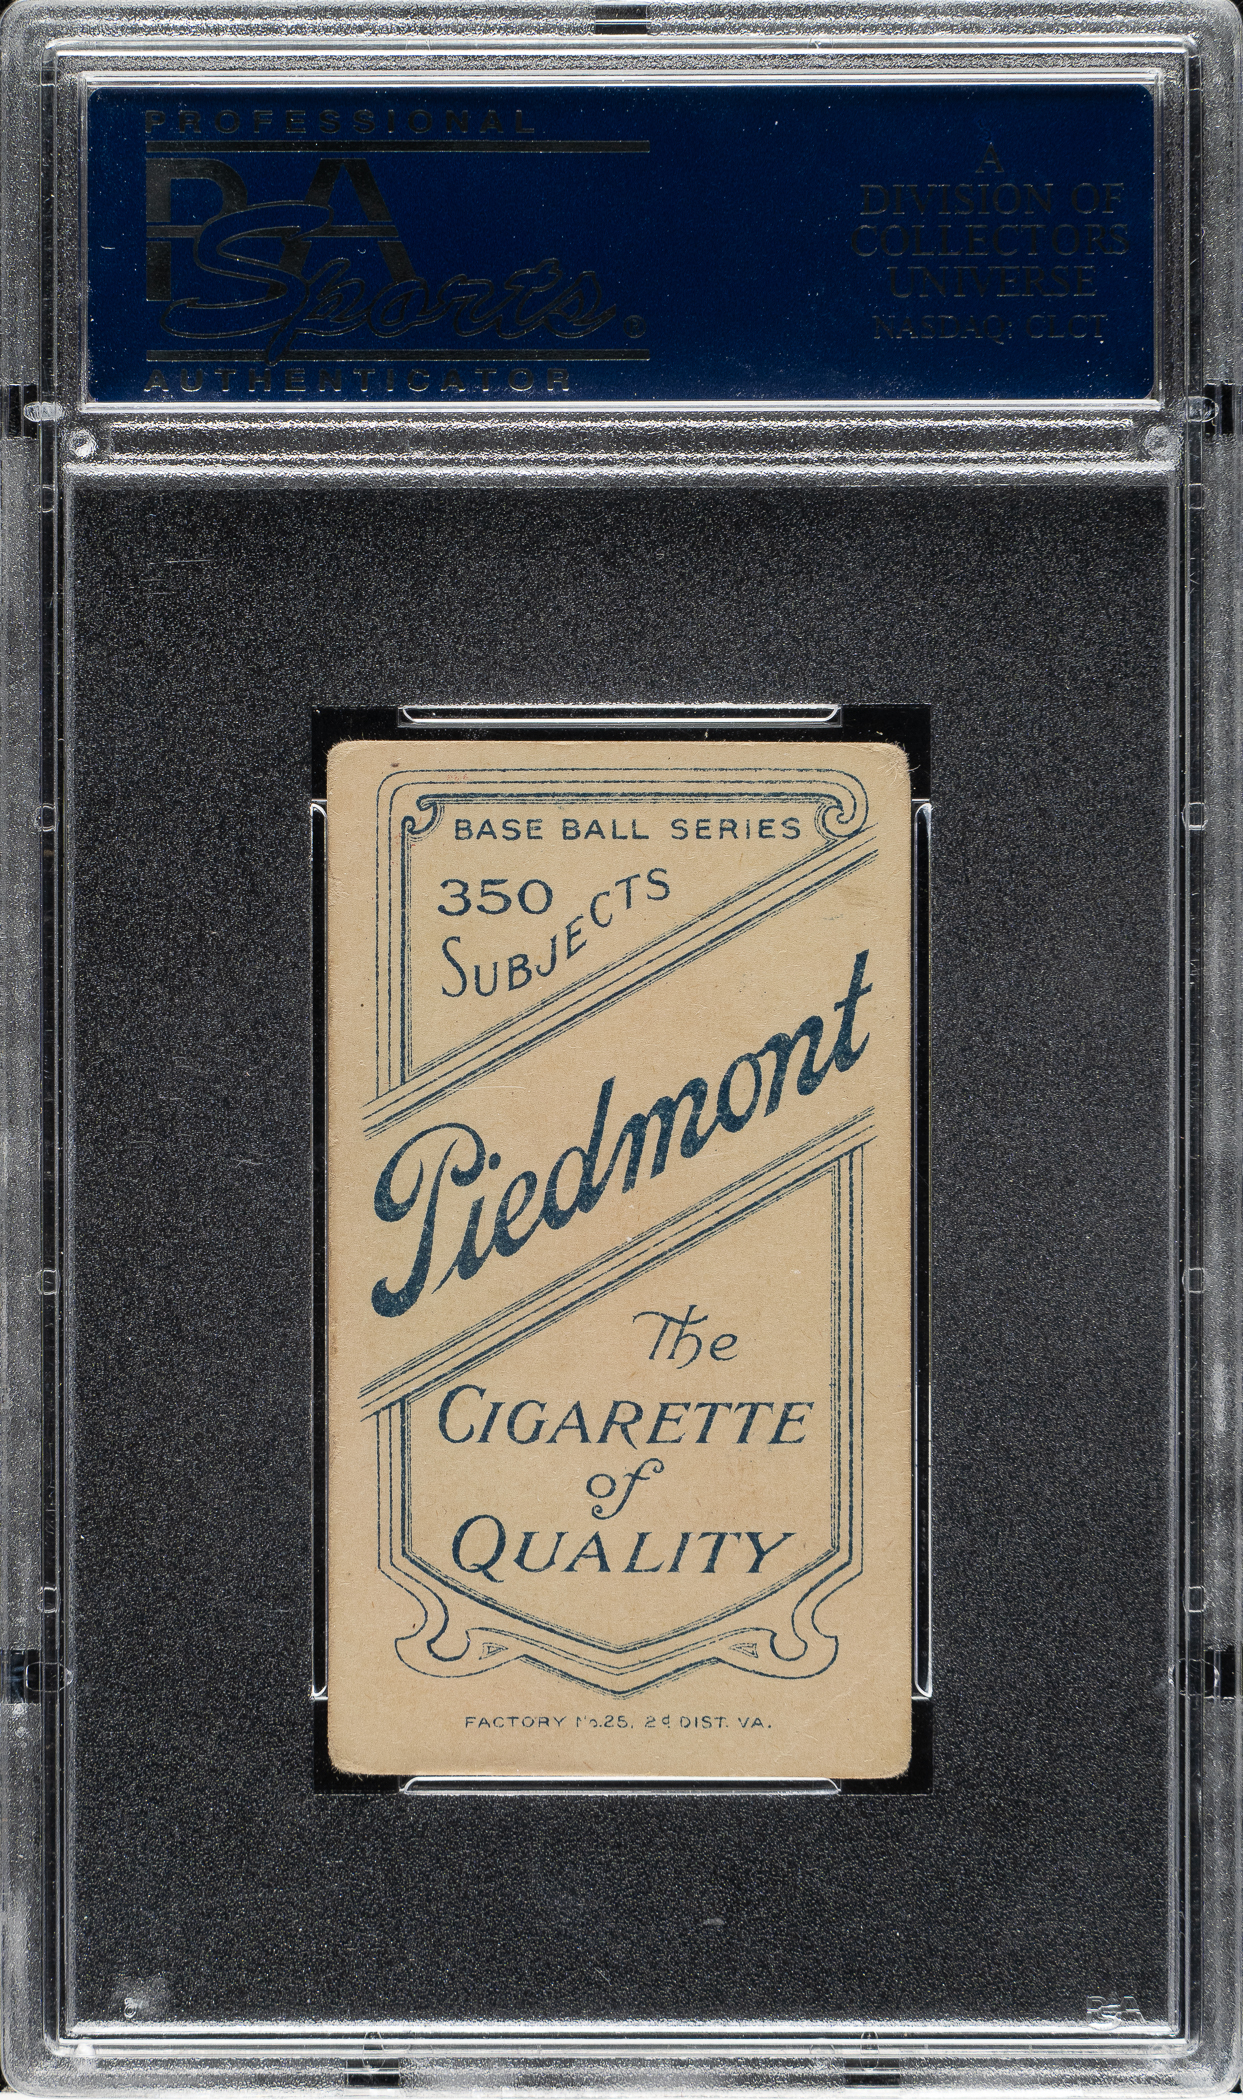 PROFESSIONAL
PSA
Sports®
AUTHENTICATOR
A
DIVISION OF
COLLECTORS
UNIVERSE
NASDAQ: CLCT
BASE BALL SERIES
350
SUBJECTS
Piedmont
The
CIGARETTE
of
QUALITY
FACTORY No.25, 2d DIST. VA.
PSA